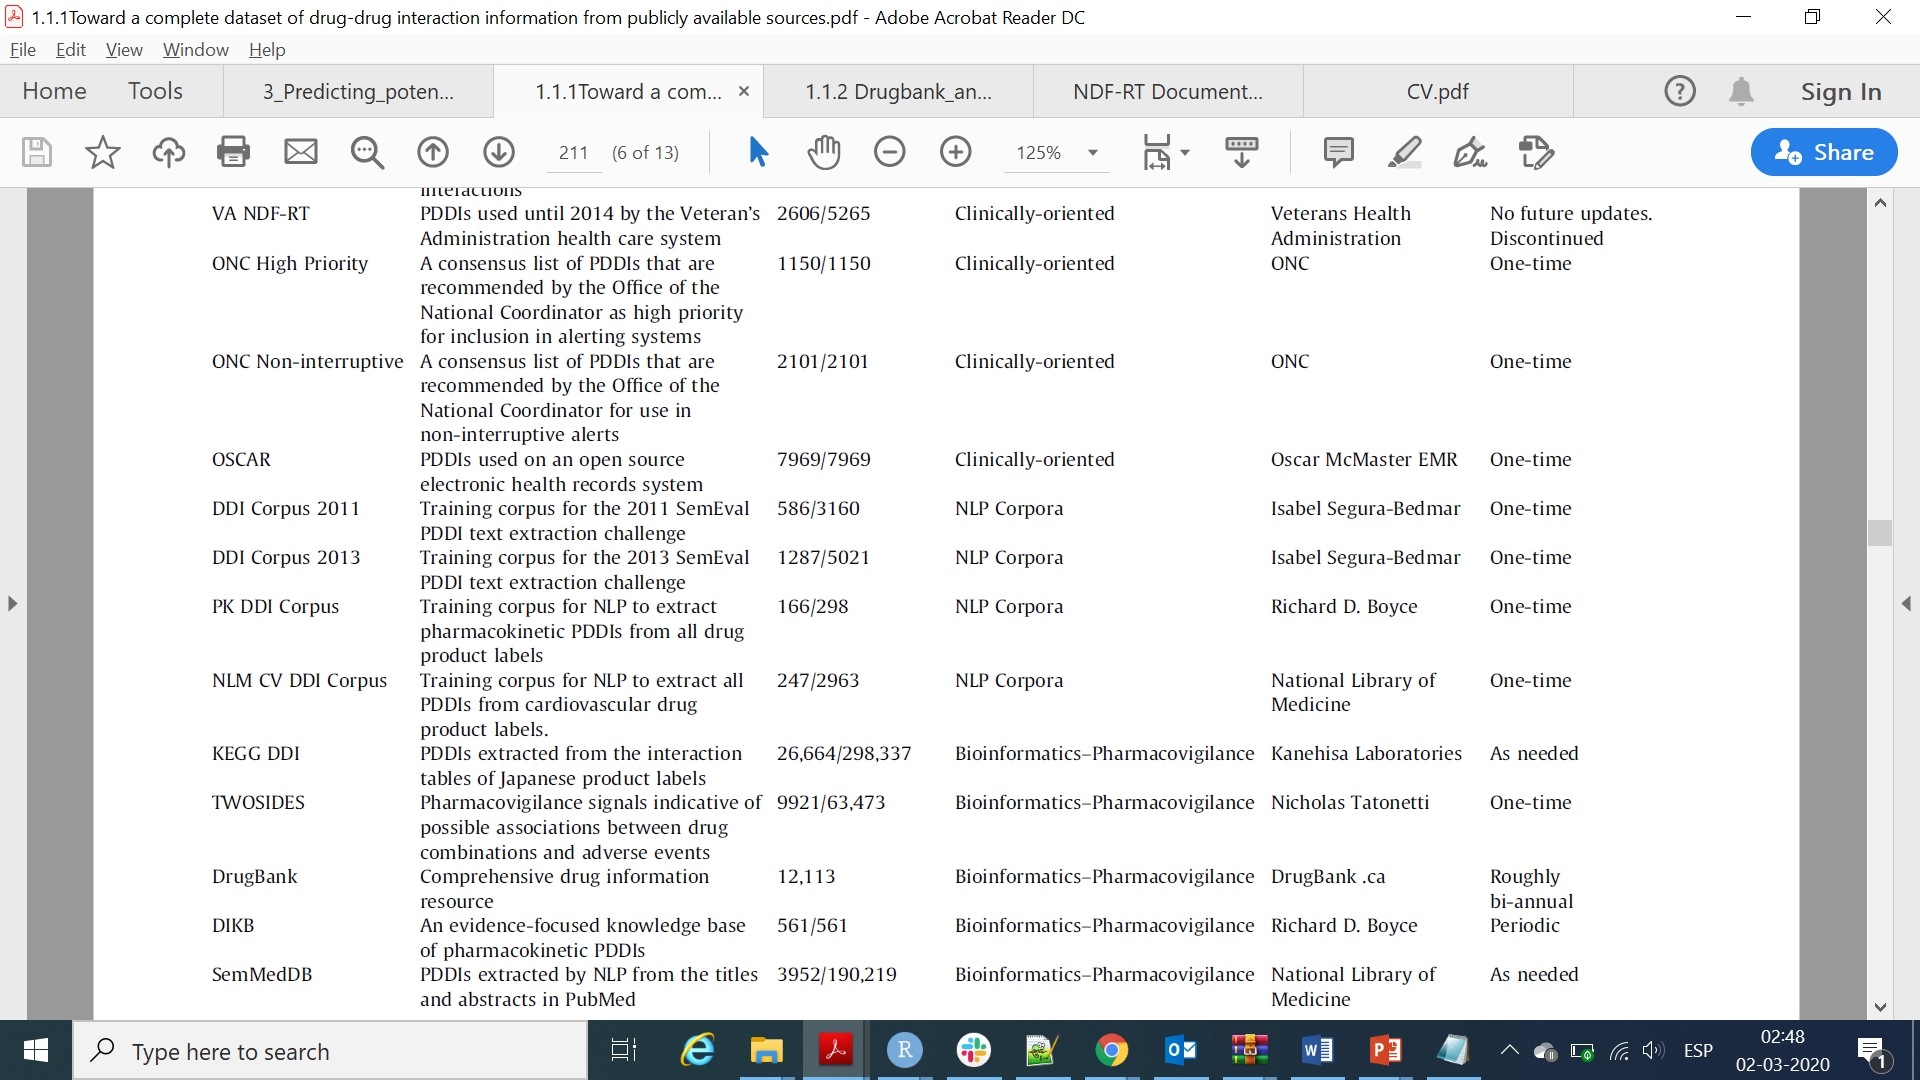 1.1.1Toward a complete dataset of drug-drug interaction information from publicly available sources.pdf - Adobe Acrobat Reader DC
File Edit View Window Help
Home Tools 3_Predicting_poten... 1.1.1Toward a com... × 1.1.2 Drugbank_an... NDF-RT Document... CV.pdf ? Sign In
211 (6 of 13) 125% Share
interactions
VA NDF-RT PDDIs used until 2014 by the Veteran's 2606/5265 Clinically-oriented Veterans Health No future updates.
Administration health care system Administration Discontinued
ONC High Priority A consensus list of PDDIs that are 1150/1150 Clinically-oriented ONC One-time
recommended by the Office of the
National Coordinator as high priority
for inclusion in alerting systems
ONC Non-interruptive A consensus list of PDDIs that are 2101/2101 Clinically-oriented ONC One-time
recommended by the Office of the
National Coordinator for use in
non-interruptive alerts
OSCAR PDDIs used on an open source 7969/7969 Clinically-oriented Oscar McMaster EMR One-time
electronic health records system
DDI Corpus 2011 Training corpus for the 2011 SemEval 586/3160 NLP Corpora Isabel Segura-Bedmar One-time
PDDI text extraction challenge
DDI Corpus 2013 Training corpus for the 2013 SemEval 1287/5021 NLP Corpora Isabel Segura-Bedmar One-time
PDDI text extraction challenge
PK DDI Corpus Training corpus for NLP to extract 166/298 NLP Corpora Richard D. Boyce One-time
pharmacokinetic PDDIs from all drug
product labels
NLM CV DDI Corpus Training corpus for NLP to extract all 247/2963 NLP Corpora National Library of One-time
PDDIs from cardiovascular drug Medicine
product labels.
KEGG DDI PDDIs extracted from the interaction 26,664/298,337 Bioinformatics–Pharmacovigilance Kanehisa Laboratories As needed
tables of Japanese product labels
TWOSIDES Pharmacovigilance signals indicative of 9921/63,473 Bioinformatics–Pharmacovigilance Nicholas Tatonetti One-time
possible associations between drug
combinations and adverse events
DrugBank Comprehensive drug information 12,113 Bioinformatics–Pharmacovigilance DrugBank .ca Roughly
resource bi-annual
DIKB An evidence-focused knowledge base 561/561 Bioinformatics–Pharmacovigilance Richard D. Boyce Periodic
of pharmacokinetic PDDIs
SemMedDB PDDIs extracted by NLP from the titles 3952/190,219 Bioinformatics–Pharmacovigilance National Library of As needed
and abstracts in PubMed Medicine
Type here to search ESP 02:48
02-03-2020 1